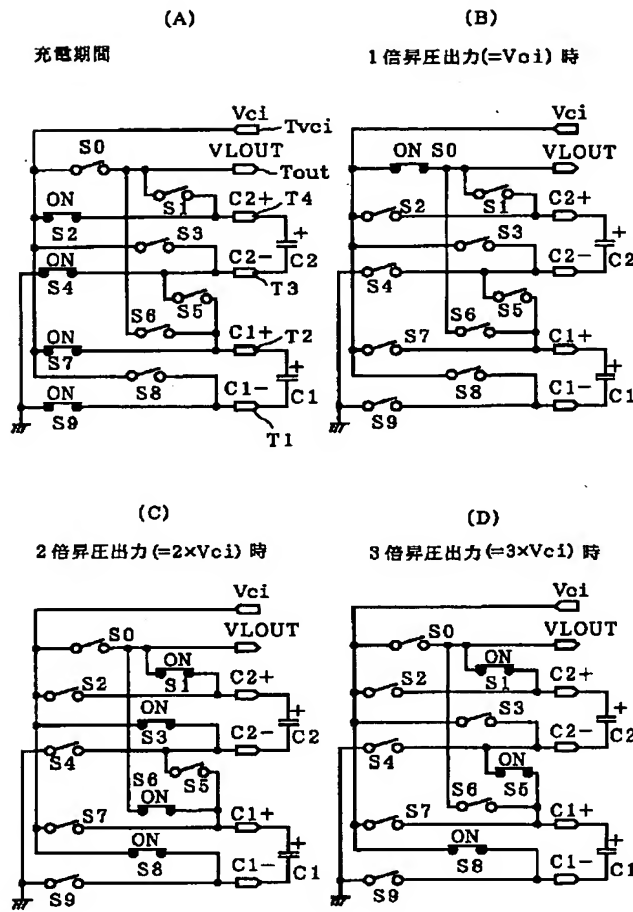 (A)
充電期間
Vci
Tvci
S0
VLOUT
Tout
ON
S1
C2+
T4
S2
S3
+
ON
C2-
C2
S4
S5
T3
S6
ON
C1+
T2
S7
+
C1-
C1
ON
S8
S9
T1
(B)
1倍昇圧出力(=Vci)時
Vci
ON
S0
VLOUT
S2
S1
C2+
S3
+
C2-
C2
S4
S5
S6
S7
C1+
+
C1-
C1
S8
S9
(C)
2倍昇圧出力(=2×Vci)時
Vci
S0
VLOUT
ON
S2
S1
C2+
ON
+
S3
C2-
C2
S4
S6
S5
S7
ON
C1+
ON
+
S8
C1-
C1
S9
(D)
3倍昇圧出力(=3×Vci)時
Vci
S0
VLOUT
ON
S2
S1
C2+
S3
+
C2-
C2
S4
ON
S6
S5
S7
C1+
ON
+
S8
C1-
C1
S9